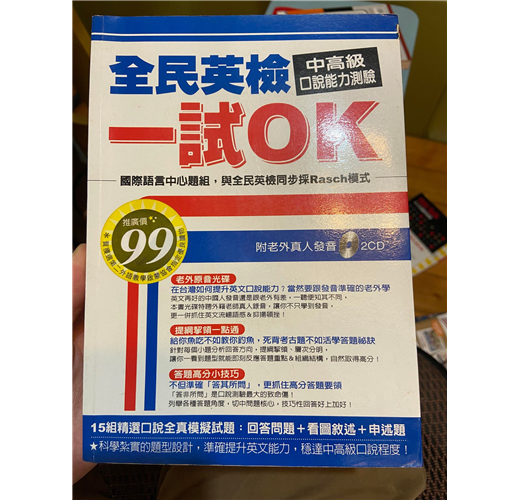 全民英檢
中高級
口說能力測驗
一試OK
國際語言中心題組，與全民英檢同步採Rasch模式
推廣價
99
附老外真人發音
2CD
老外原音光碟
在台灣如何提升英文口說能力？當然要跟發音準確的老外學
英文再好的中國人發音還是跟老外有差，一聽便知其不同，
本書光碟特聘外籍老師真人錄音，讓你不只學到發音，
更一併抓住英文流暢語感&抑揚頓挫！
提綱挈領一點通
給你魚吃不如教你釣魚，死背考古題不如活學答題祕訣
針對每個小題分析回答方向，提綱挈領、層次分明，
讓你一看到題型就能即刻反應答題重點&組織結構，自然取得高分！
答題高分小技巧
不但準確「答其所問」，更抓住高分答題要領
「答非所問」是口說測驗最大的致命傷！
列舉各種答題角度，切中問題核心，技巧性回答好上加好！
15組精選口說全真模擬試題：回答問題＋看圖敘述＋申述題
★科學紮實的題型設計，準確提升英文能力，穩達中高級口說程度！